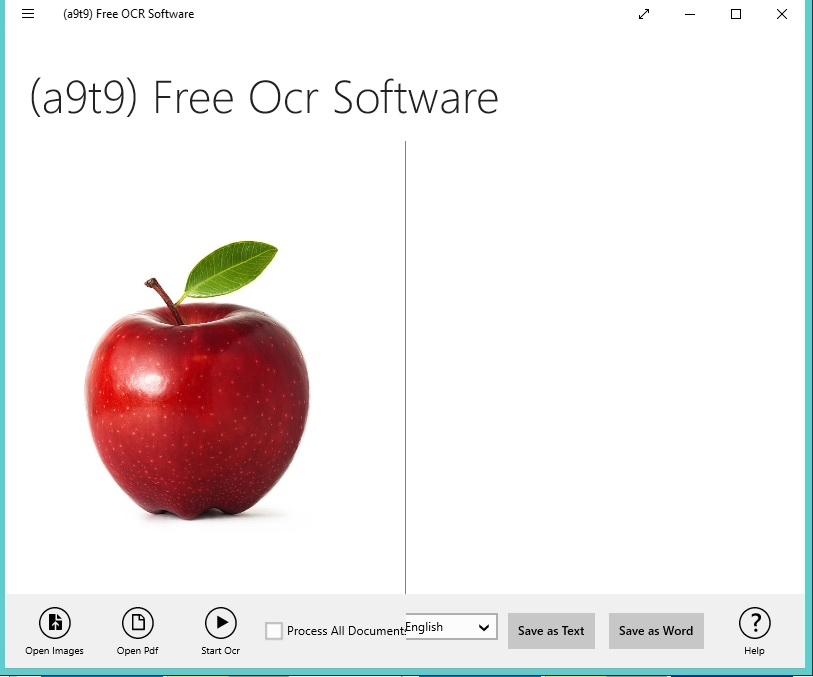 (a9t9) Free OCR Software
(a9t9) Free Ocr Software
Open Images
Open Pdf
Start Ocr
Process All Document
English
Save as Text
Save as Word
Help